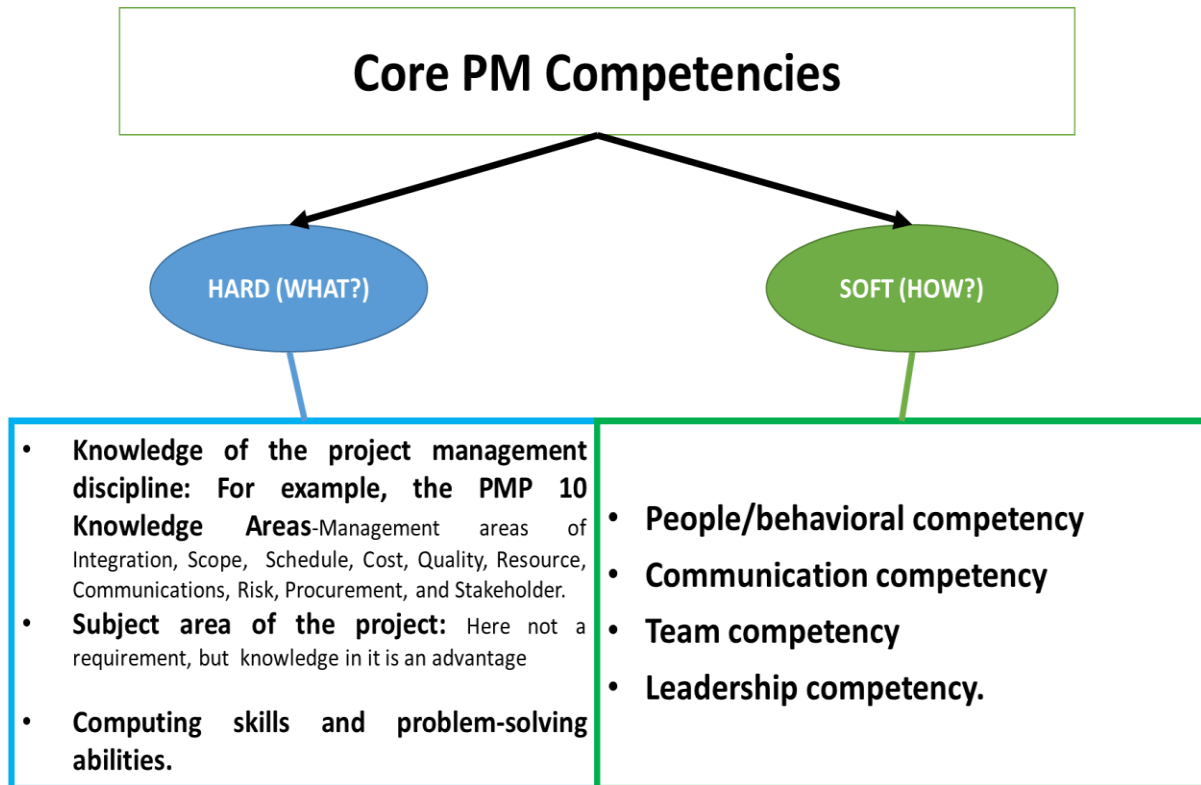 Core PM Competencies
HARD (WHAT?)
SOFT (HOW?)
• Knowledge of the project management
discipline: For example, the PMP 10
Knowledge Areas-Management areas of
Integration, Scope, Schedule, Cost, Quality, Resource,
Communications, Risk, Procurement, and Stakeholder.
• Subject area of the project: Here not a
requirement, but knowledge in it is an advantage
• Computing skills and problem-solving
abilities.
• People/behavioral competency
• Communication competency
• Team competency
• Leadership competency.